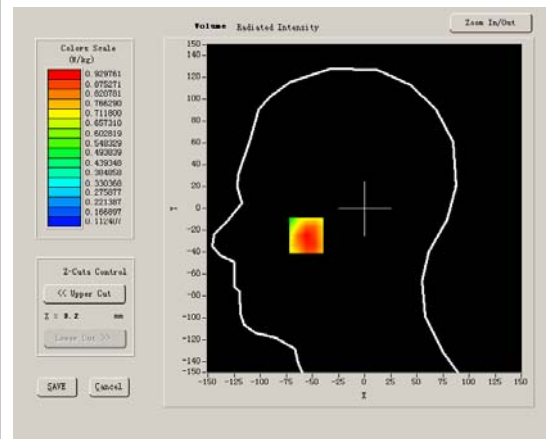 Volume Radiated Intensity
Zoom In/Out
Colors Scale
(W/kg)
0.929761
0.875271
0.820781
0.766290
0.711800
0.657310
0.602819
0.548329
0.493839
0.439348
0.384858
0.330368
0.275877
0.221387
0.166897
0.112407
Z-Cuts Control
<< Upper Cut
Z = 9.2 mm
Lower Cut >>
SAVE
Cancel
150
140
120
100
80
60
40
20
0
-20
-40
-60
-80
-100
-120
-140
-150
Y
-150 -125 -100 -75 -50 -25 0 25 50 75 100 125 150
X